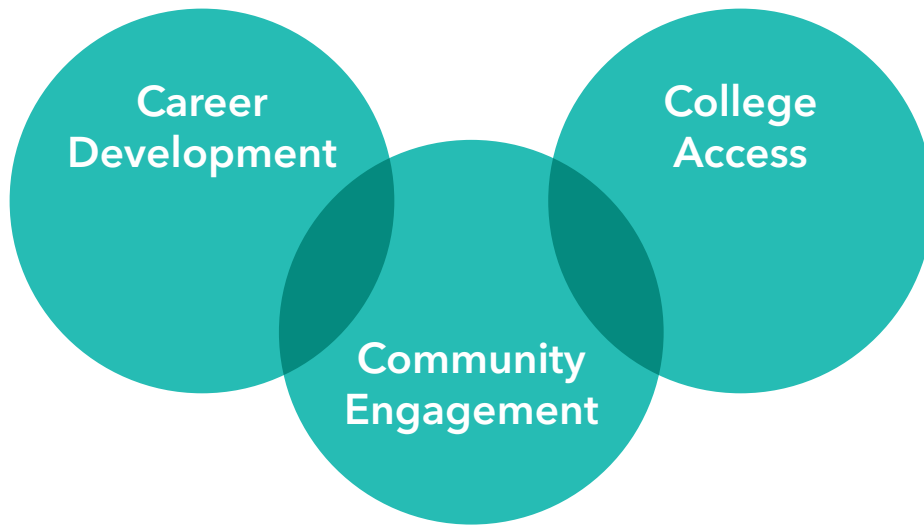 Career
Development
College
Access
Community
Engagement